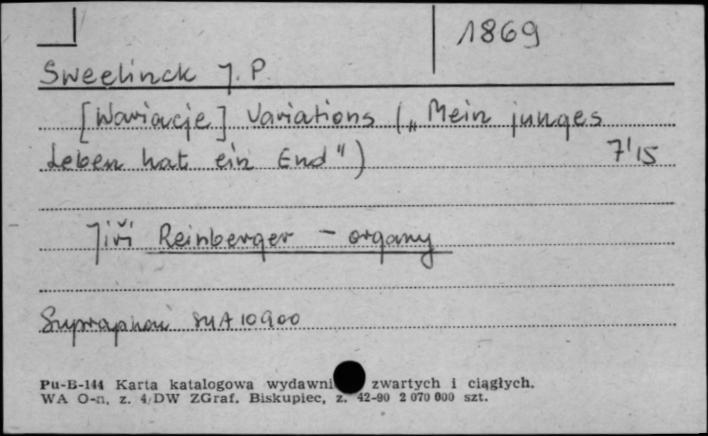 1869
Sweelinck J. P.
[Wariacje] Variations („Mein junges
Leben hat ein End")
7'15
Jiří Reinberger - organy
Supraphon SUA 10900
Pu-B-144 Karta katalogowa wydawni zwartych i ciągłych.
WA O-n, z. 4/DW ZGraf. Biskupiec, z. 42-90 2 070 000 szt.